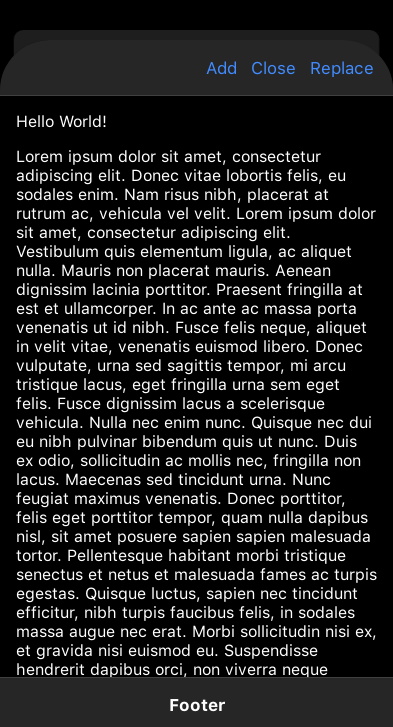 Add Close Replace
Hello World!
Lorem ipsum dolor sit amet, consectetur
adipiscing elit. Donec vitae lobortis felis, eu
sodales enim. Nam risus nibh, placerat at
rutrum ac, vehicula vel velit. Lorem ipsum dolor
sit amet, consectetur adipiscing elit.
Vestibulum quis elementum ligula, ac aliquet
nulla. Mauris non placerat mauris. Aenean
dignissim lacinia porttitor. Praesent fringilla at
est et ullamcorper. In ac ante ac massa porta
venenatis ut id nibh. Fusce felis neque, aliquet
in velit vitae, venenatis euismod libero. Donec
vulputate, urna sed sagittis tempor, mi arcu
tristique lacus, eget fringilla urna sem eget
felis. Fusce dignissim lacus a scelerisque
vehicula. Nulla nec enim nunc. Quisque nec dui
eu nibh pulvinar bibendum quis ut nunc. Duis
ex odio, sollicitudin ac mollis nec, fringilla non
lacus. Maecenas sed tincidunt urna. Nunc
feugiat maximus venenatis. Donec porttitor,
felis eget porttitor tempor, quam nulla dapibus
nisl, sit amet posuere sapien sapien malesuada
tortor. Pellentesque habitant morbi tristique
senectus et netus et malesuada fames ac turpis
egestas. Quisque luctus, sapien nec tincidunt
efficitur, nibh turpis faucibus felis, in sodales
massa augue nec erat. Morbi sollicitudin nisi ex,
et gravida nisi euismod eu. Suspendisse
hendrerit dapibus orci, non viverra neque
Footer